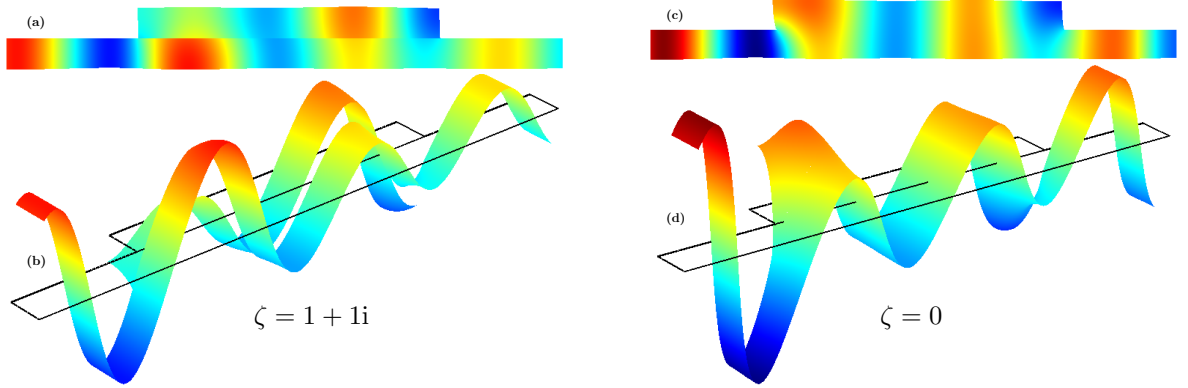 (a)
(b)
ζ = 1 + 1i
(c)
(d)
ζ = 0